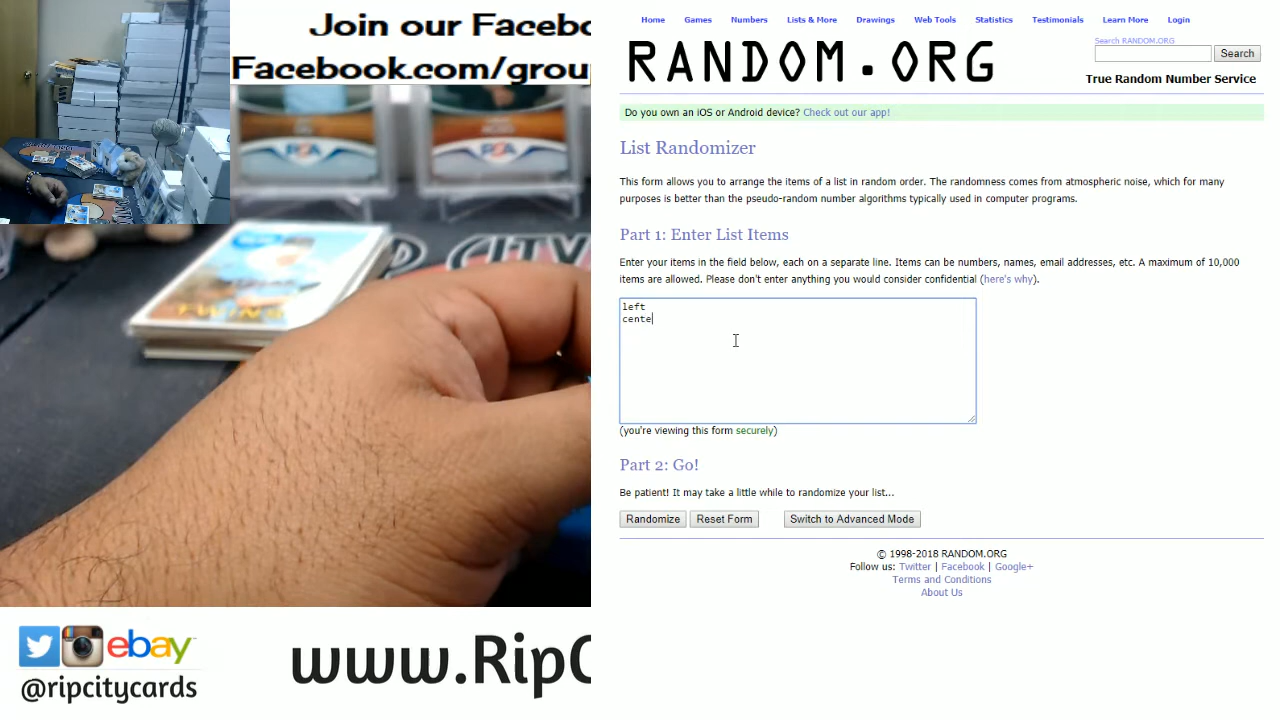 Join our Facebo
Facebook.com/grou
TWINS
@ripcitycards
ebay
www.RipC
Home Games Numbers Lists & More Drawings Web Tools Statistics Testimonials Learn More Login
RANDOM.ORG
Search RANDOM.ORG
Search
True Random Number Service
Do you own an iOS or Android device? Check out our app!
List Randomizer
This form allows you to arrange the items of a list in random order. The randomness comes from atmospheric noise, which for many
purposes is better than the pseudo-random number algorithms typically used in computer programs.
Part 1: Enter List Items
Enter your items in the field below, each on a separate line. Items can be numbers, names, email addresses, etc. A maximum of 10,000
items are allowed. Please don't enter anything you would consider confidential (here's why).
left
cente
(you're viewing this form securely)
Part 2: Go!
Be patient! It may take a little while to randomize your list...
Randomize Reset Form Switch to Advanced Mode
© 1998-2018 RANDOM.ORG
Follow us: Twitter | Facebook | Google+
Terms and Conditions
About Us